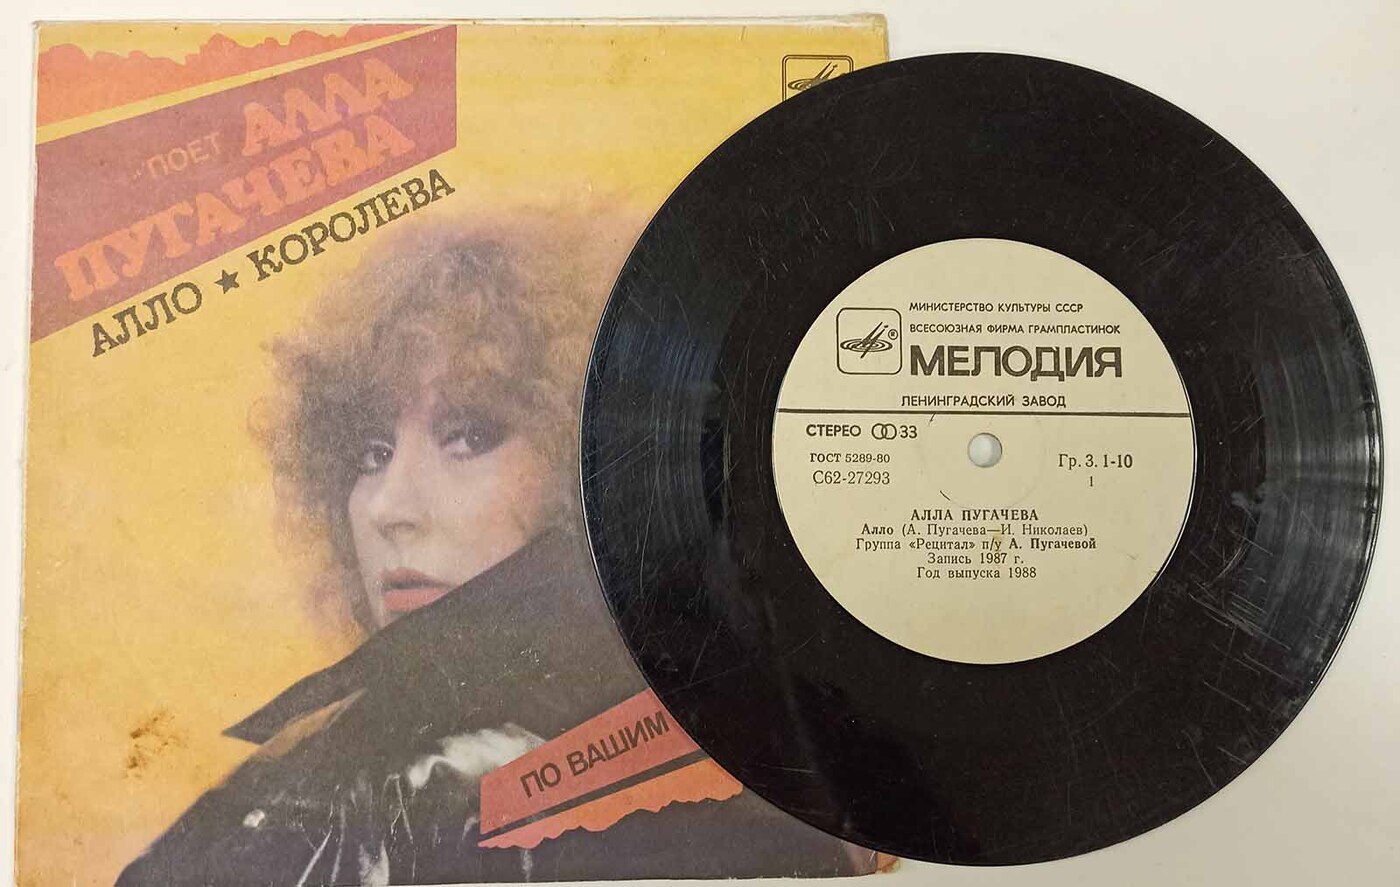 ...ПОЕТ АЛЛА
ПУГАЧЕВА
АЛЛО ★ КОРОЛЕВА
ПО ВАШИМ
МИНИСТЕРСТВО КУЛЬТУРЫ СССР
ВСЕСОЮЗНАЯ ФИРМА ГРАМПЛАСТИНОК
®
МЕЛОДИЯ
ЛЕНИНГРАДСКИЙ ЗАВОД
СТЕРЕО 33
ГОСТ 5289-80
С62-27293
Гр. 3. 1-10
1
АЛЛА ПУГАЧЕВА
Алло (А. Пугачева—И. Николаев)
Группа «Рецитал» п/у А. Пугачевой
Запись 1987 г.
Год выпуска 1988